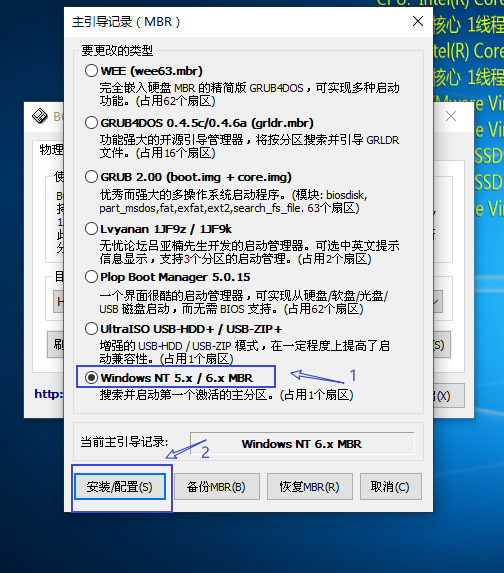 CPU: Intel(R) Core
核心 1线程
Intel(R) Core
核心 1线程
VMware Vir
Vir
SSD
SSD
are Vir
主引导记录（MBR）
要更改的类型
WEE (wee63.mbr)
完全嵌入硬盘 MBR 的精简版 GRUB4DOS，可实现多种启动
功能。(占用62个扇区)
GRUB4DOS 0.4.5c/0.4.6a (grldr.mbr)
功能强大的开源引导管理器，将按分区搜索并引导 GRLDR
文件。(占用16个扇区)
GRUB 2.00 (boot.img + core.img)
优秀而强大的多操作系统启动程序。(模块: biosdisk,
part_msdos,fat,exfat,ext2,search_fs_file. 63个扇区)
Lvyanan 1JF9z / 1JF9k
无忧论坛吕亚楠先生开发的启动管理器。可选中英文提示
信息显示，支持3个分区的启动管理。(占用2个扇区)
Plop Boot Manager 5.0.15
一个界面很酷的启动管理器，可实现从硬盘/软盘/光盘/
USB 磁盘启动，而无需 BIOS 支持。(占用62个扇区)
UltraISO USB-HDD+ / USB-ZIP+
增强的 USB-HDD / USB-ZIP 模式，在一定程度上提高了启
动兼容性。(占用1个扇区)
Windows NT 5.x / 6.x MBR
1
搜索并启动第一个激活的主分区。(占用1个扇区)
当前主引导记录:
Windows NT 6.x MBR
2
安装/配置(S)
备份MBR(B)
恢复MBR(R)
取消(C)
物理
http:
(S)
(X)